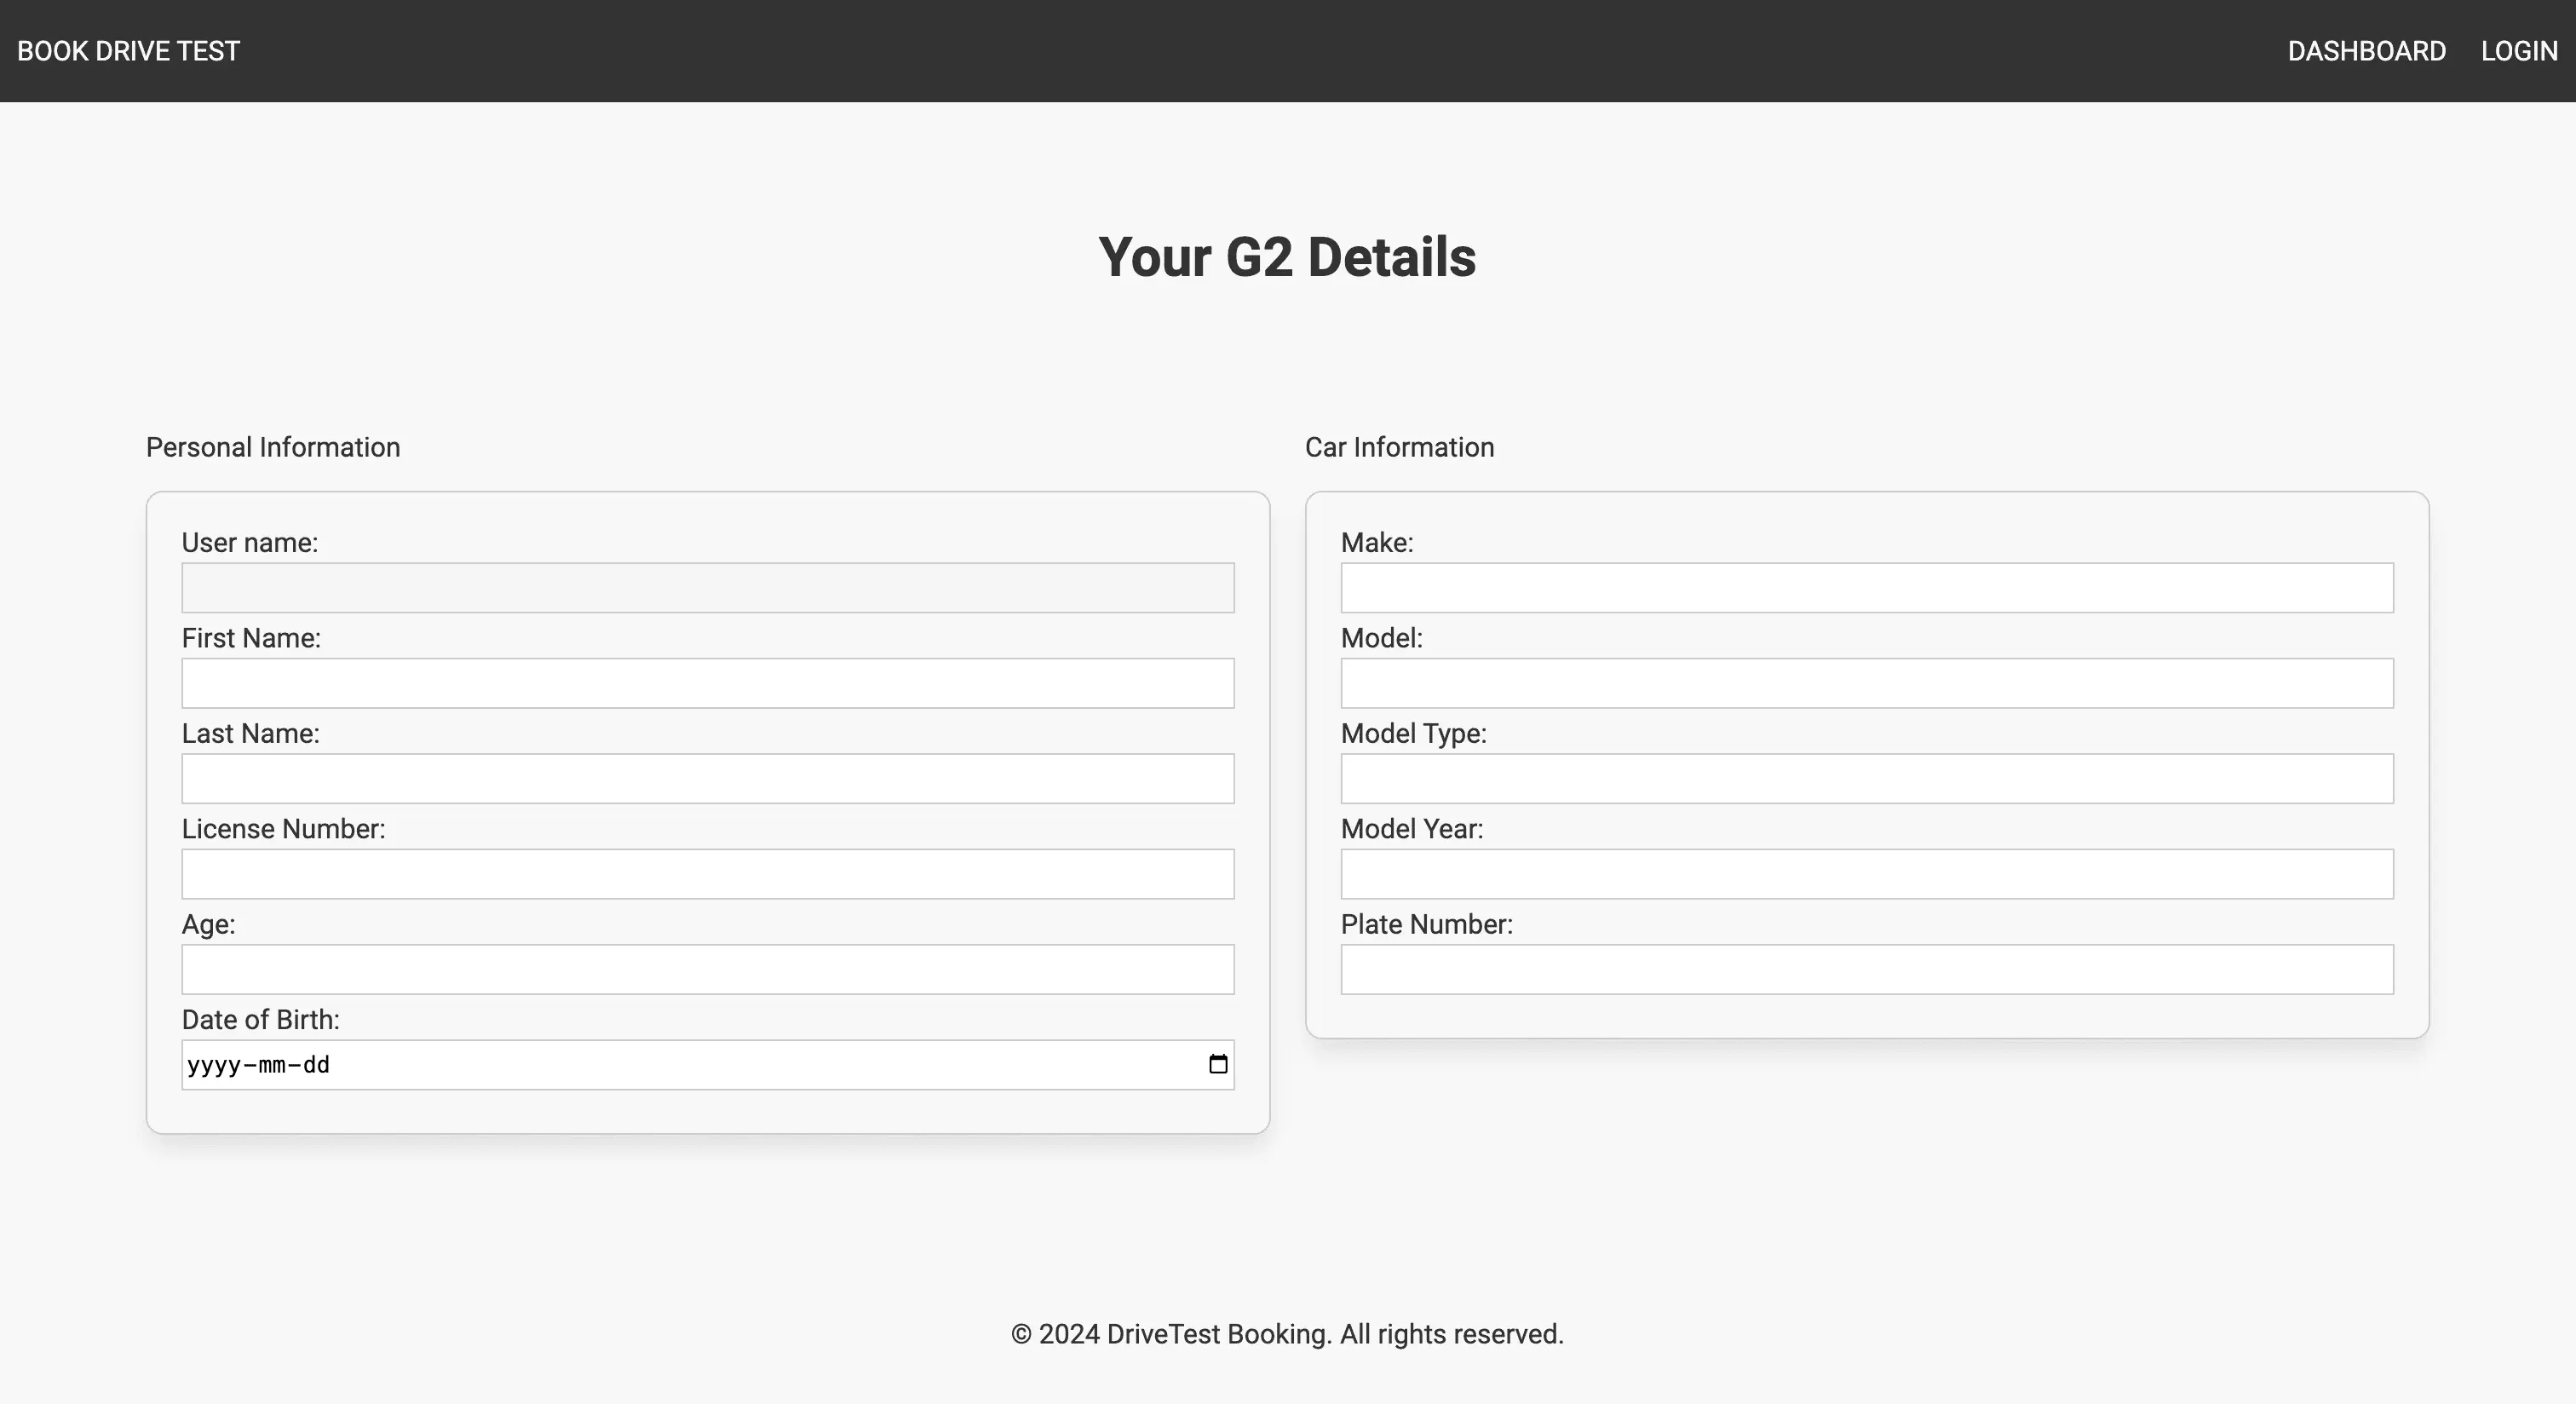 BOOK DRIVE TEST
DASHBOARD
LOGIN
Your G2 Details
Personal Information
User name:
First Name:
Last Name:
License Number:
Age:
Date of Birth:
yyyy-mm-dd
Car Information
Make:
Model:
Model Type:
Model Year:
Plate Number:
© 2024 DriveTest Booking. All rights reserved.